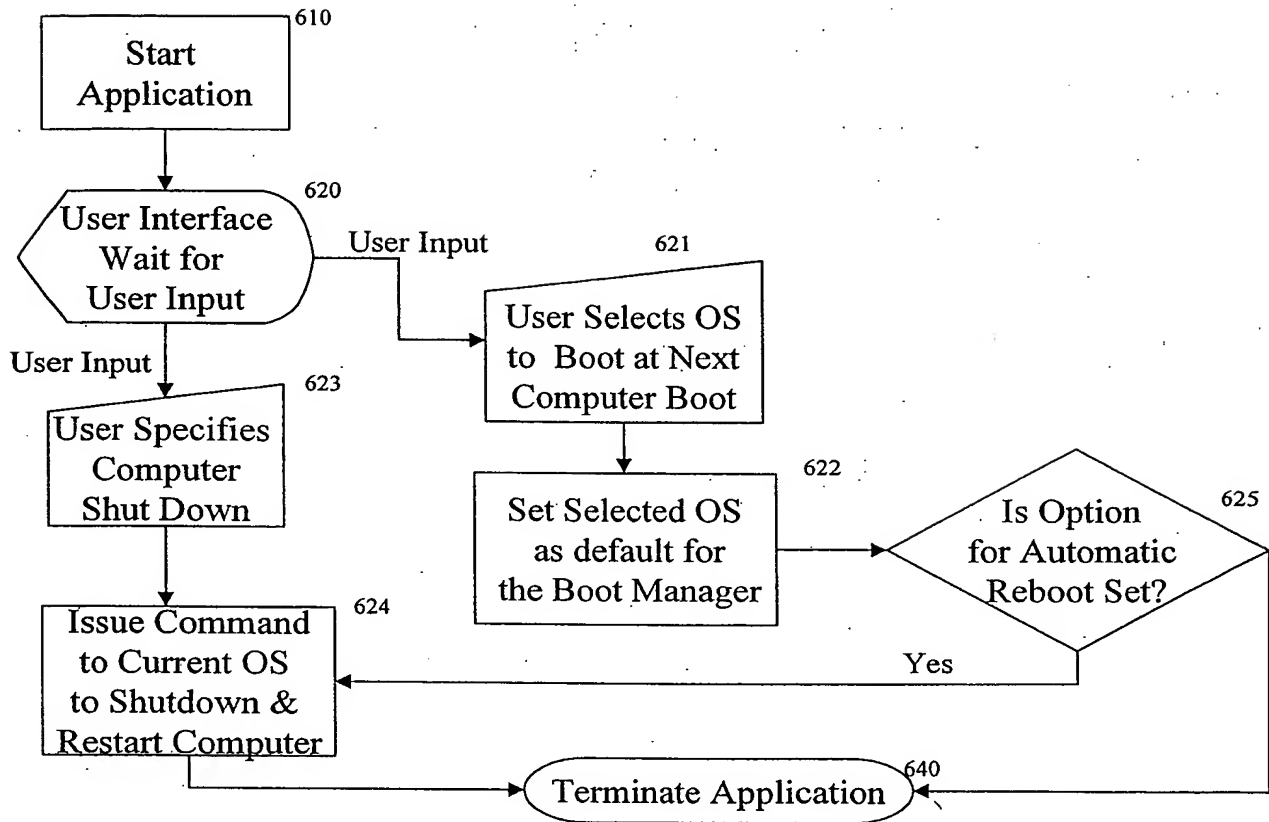 610
Start
Application
620
User Interface
Wait for
User Input
User Input
621
User Selects OS
to Boot at Next
Computer Boot
User Input
623
User Specifies
Computer
Shut Down
622
Set Selected OS
as default for
the Boot Manager
625
Is Option
for Automatic
Reboot Set?
624
Issue Command
to Current OS
to Shutdown &
Restart Computer
Yes
640
Terminate Application